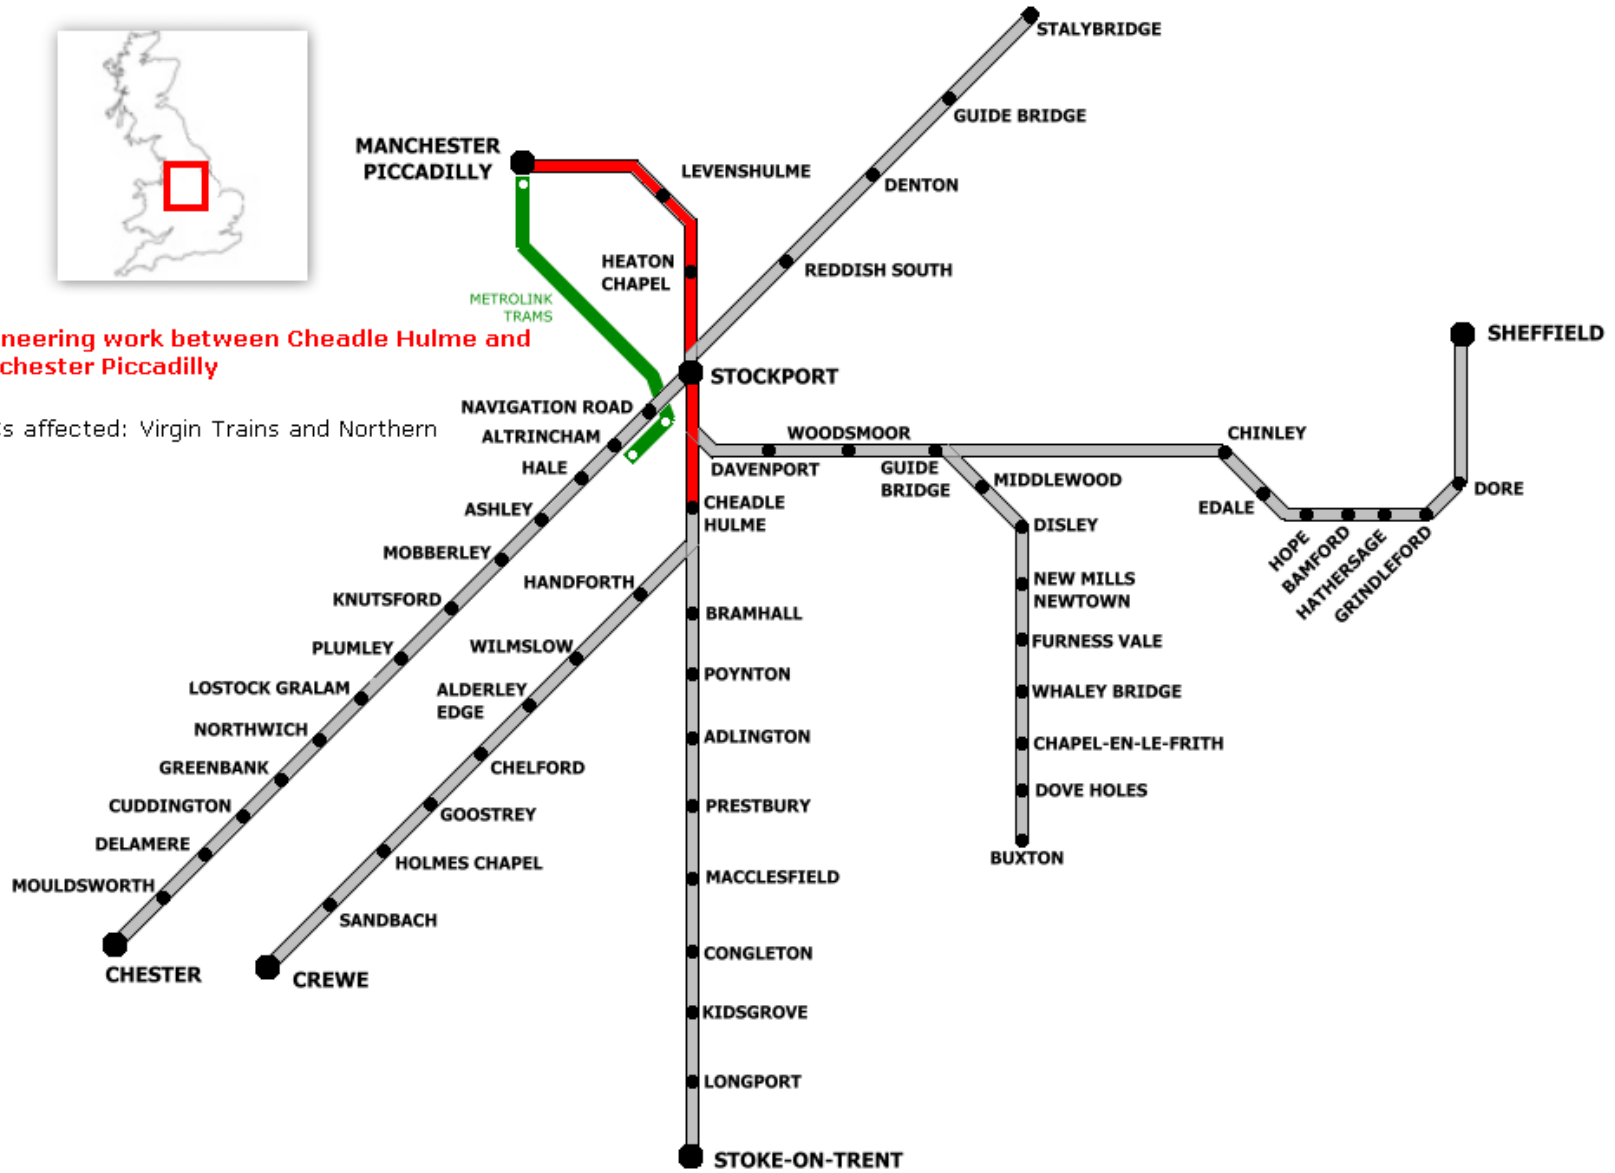 STALYBRIDGE
GUIDE BRIDGE
MANCHESTER
PICCADILLY
LEVENSHULME
DENTON
HEATON
CHAPEL
REDDISH SOUTH
METROLINK
TRAMS
neering work between Cheadle Hulme and
chester Piccadilly
SHEFFIELD
STOCKPORT
NAVIGATION ROAD
s affected: Virgin Trains and Northern
ALTRINCHAM
WOODSMOOR
CHINLEY
HALE
DAVENPORT
GUIDE
BRIDGE
MIDDLEWOOD
DORE
ASHLEY
CHEADLE
HULME
EDALE
DISLEY
HOPE
BAMFORD
HATHERSAGE
GRINDLEFORD
MOBBERLEY
HANDFORTH
NEW MILLS
NEWTOWN
KNUTSFORD
BRAMHALL
PLUMLEY
WILMSLOW
FURNESS VALE
POYNTON
LOSTOCK GRALAM
ALDERLEY
EDGE
WHALEY BRIDGE
NORTHWICH
ADLINGTON
CHAPEL-EN-LE-FRITH
GREENBANK
CHELFORD
DOVE HOLES
CUDDINGTON
GOOSTREY
PRESTBURY
DELAMERE
HOLMES CHAPEL
BUXTON
MOULDSWORTH
MACCLESFIELD
SANDBACH
CHESTER
CREWE
CONGLETON
KIDSGROVE
LONGPORT
STOKE-ON-TRENT